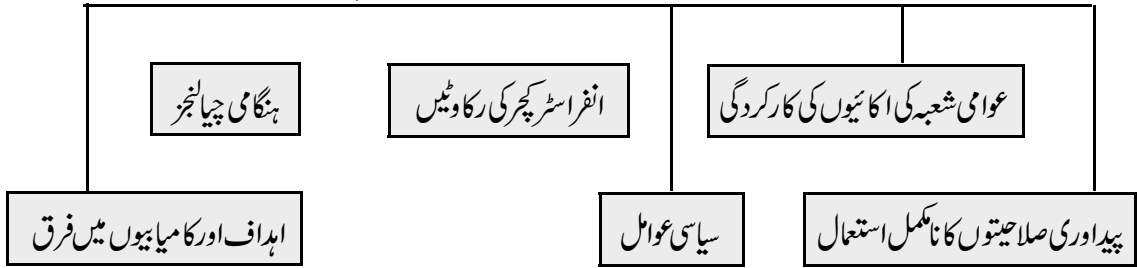 عوامی شعبہ کی اکائیوں کی کارکردگی
انفراسٹرکچر کی رکاوٹیں
ہنگامی چیالنجز
پیداوری صلاحیتوں کا نامکمل استعمال
سیاسی عوامل
اہداف اور کامیابیوں میں فرق